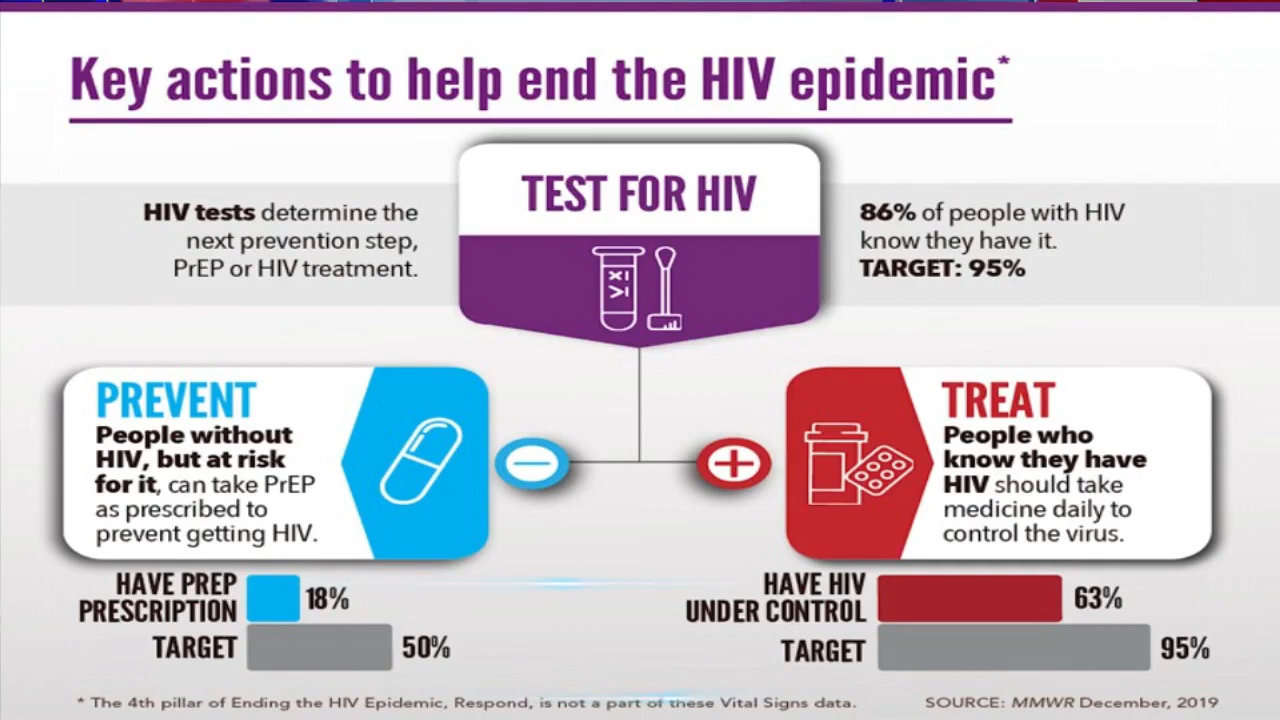 Key actions to help end the HIV epidemic*
TEST FOR HIV
HIV tests determine the
next prevention step,
PrEP or HIV treatment.
86% of people with HIV
know they have it.
TARGET: 95%
PREVENT
People without
HIV, but at risk
for it, can take PrEP
as prescribed to
prevent getting HIV.
TREAT
People who
know they have
HIV should take
medicine daily to
control the virus.
HAVE PREP
PRESCRIPTION
18%
TARGET
50%
HAVE HIV
UNDER CONTROL
63%
TARGET
95%
* The 4th pillar of Ending the HIV Epidemic, Respond, is not a part of these Vital Signs data.
SOURCE: MMWR December, 2019